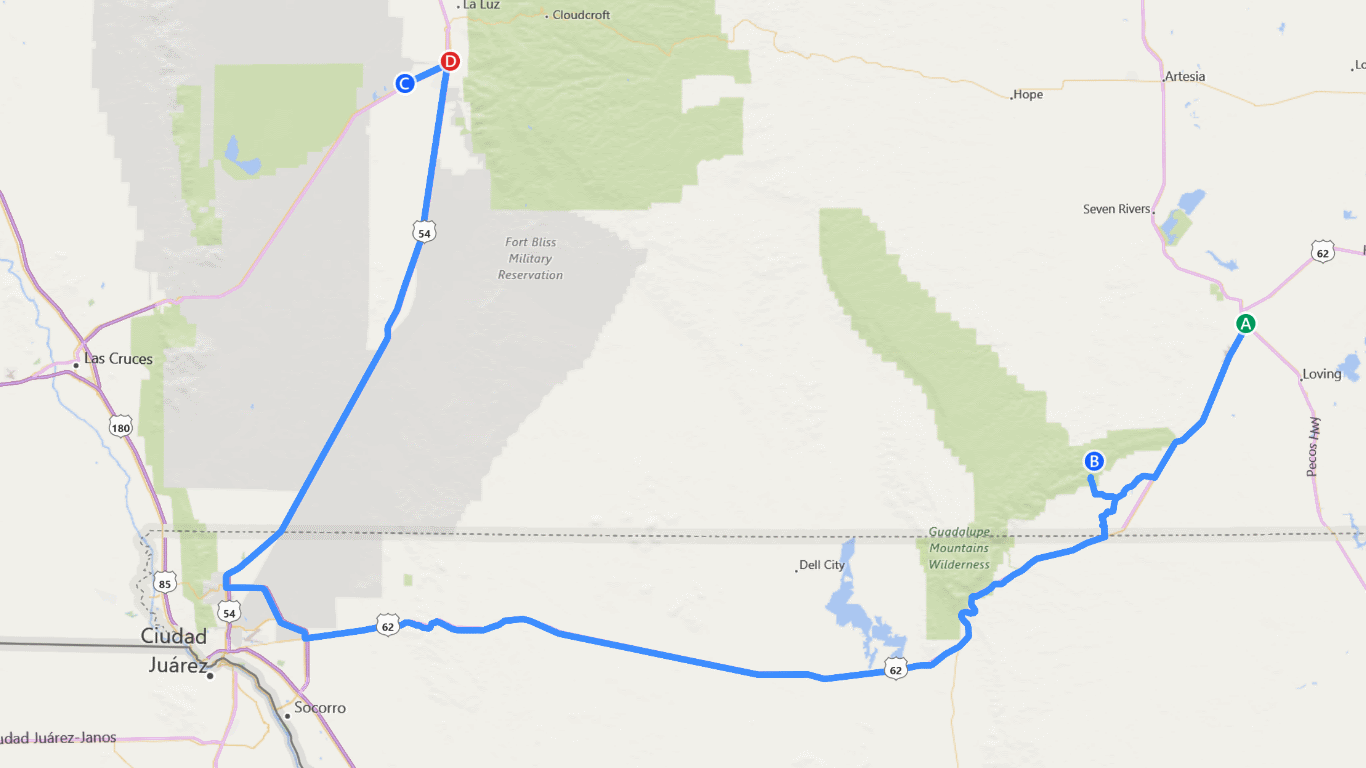 La Luz
Cloudcroft
C
D
Artesia
Hope
Seven Rivers
54
Fort Bliss
Military
Reservation
62
A
Las Cruces
Loving
180
Pecos Hwy
B
Guadalupe
Mountains
Wilderness
Dell City
85
54
62
Ciudad
Juárez
62
Socorro
udad Juárez-Janos